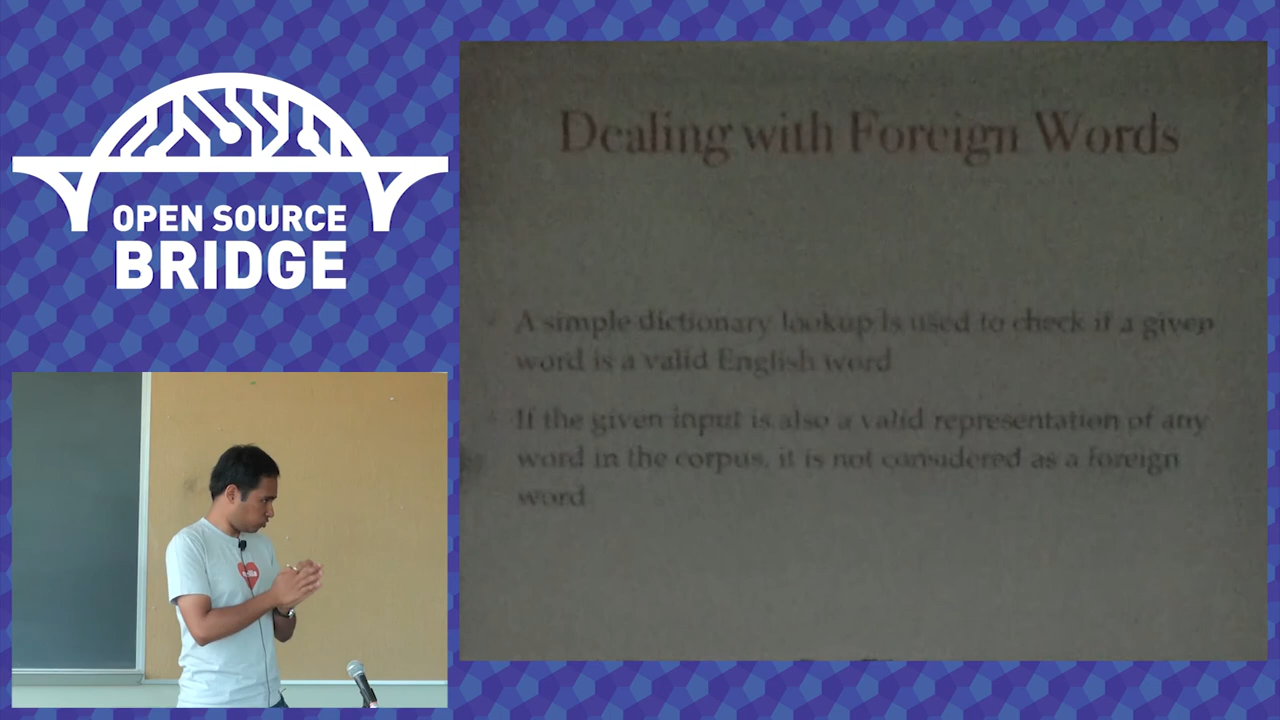 OPEN SOURCE
BRIDGE
Dealing with Foreign Words
A simple dictionary lookup is used to check if a given
word is a valid English word
If the given input is also a valid representation of any
word in the corpus, it is not considered as a foreign
word